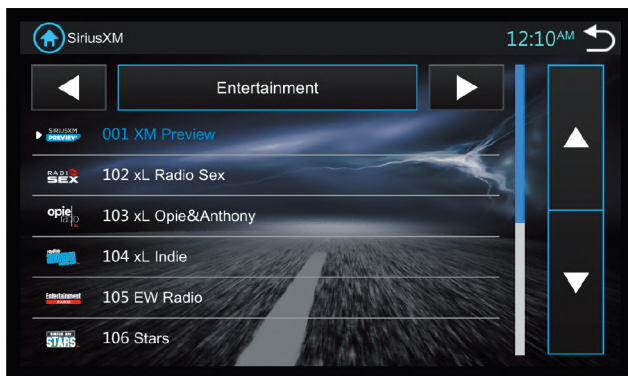 SiriusXM
12:10AM
Entertainment
SIRIUSXM
PREVIEW
001 XM Preview
RADIO
SEX
102 xL Radio Sex
opie
radio
103 xL Opie&Anthony
104 xL Indie
Entertainment
RADIO
105 EW Radio
SIRIUS XM
STARS
106 Stars